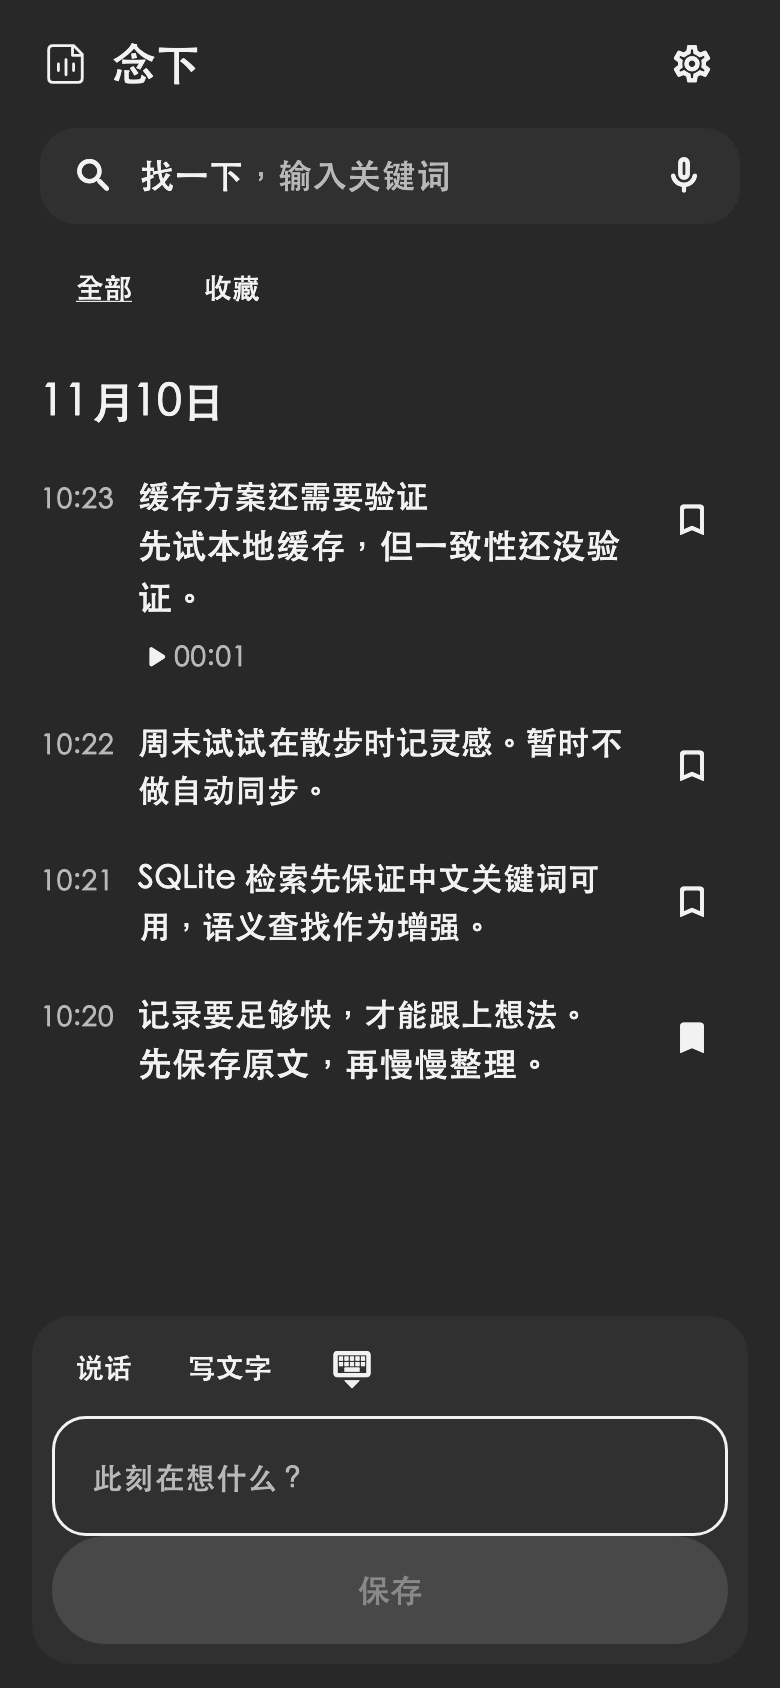 念下
找一下，输入关键词
全部 收藏
11月10日
10:23 缓存方案还需要验证
先试本地缓存，但一致性还没验
证。
00:01
10:22 周末试试在散步时记灵感。暂时不
做自动同步。
10:21 SQLite 检索先保证中文关键词可
用，语义查找作为增强。
10:20 记录要足够快，才能跟上想法。
先保存原文，再慢慢整理。
说话 写文字
此刻在想什么？
保存